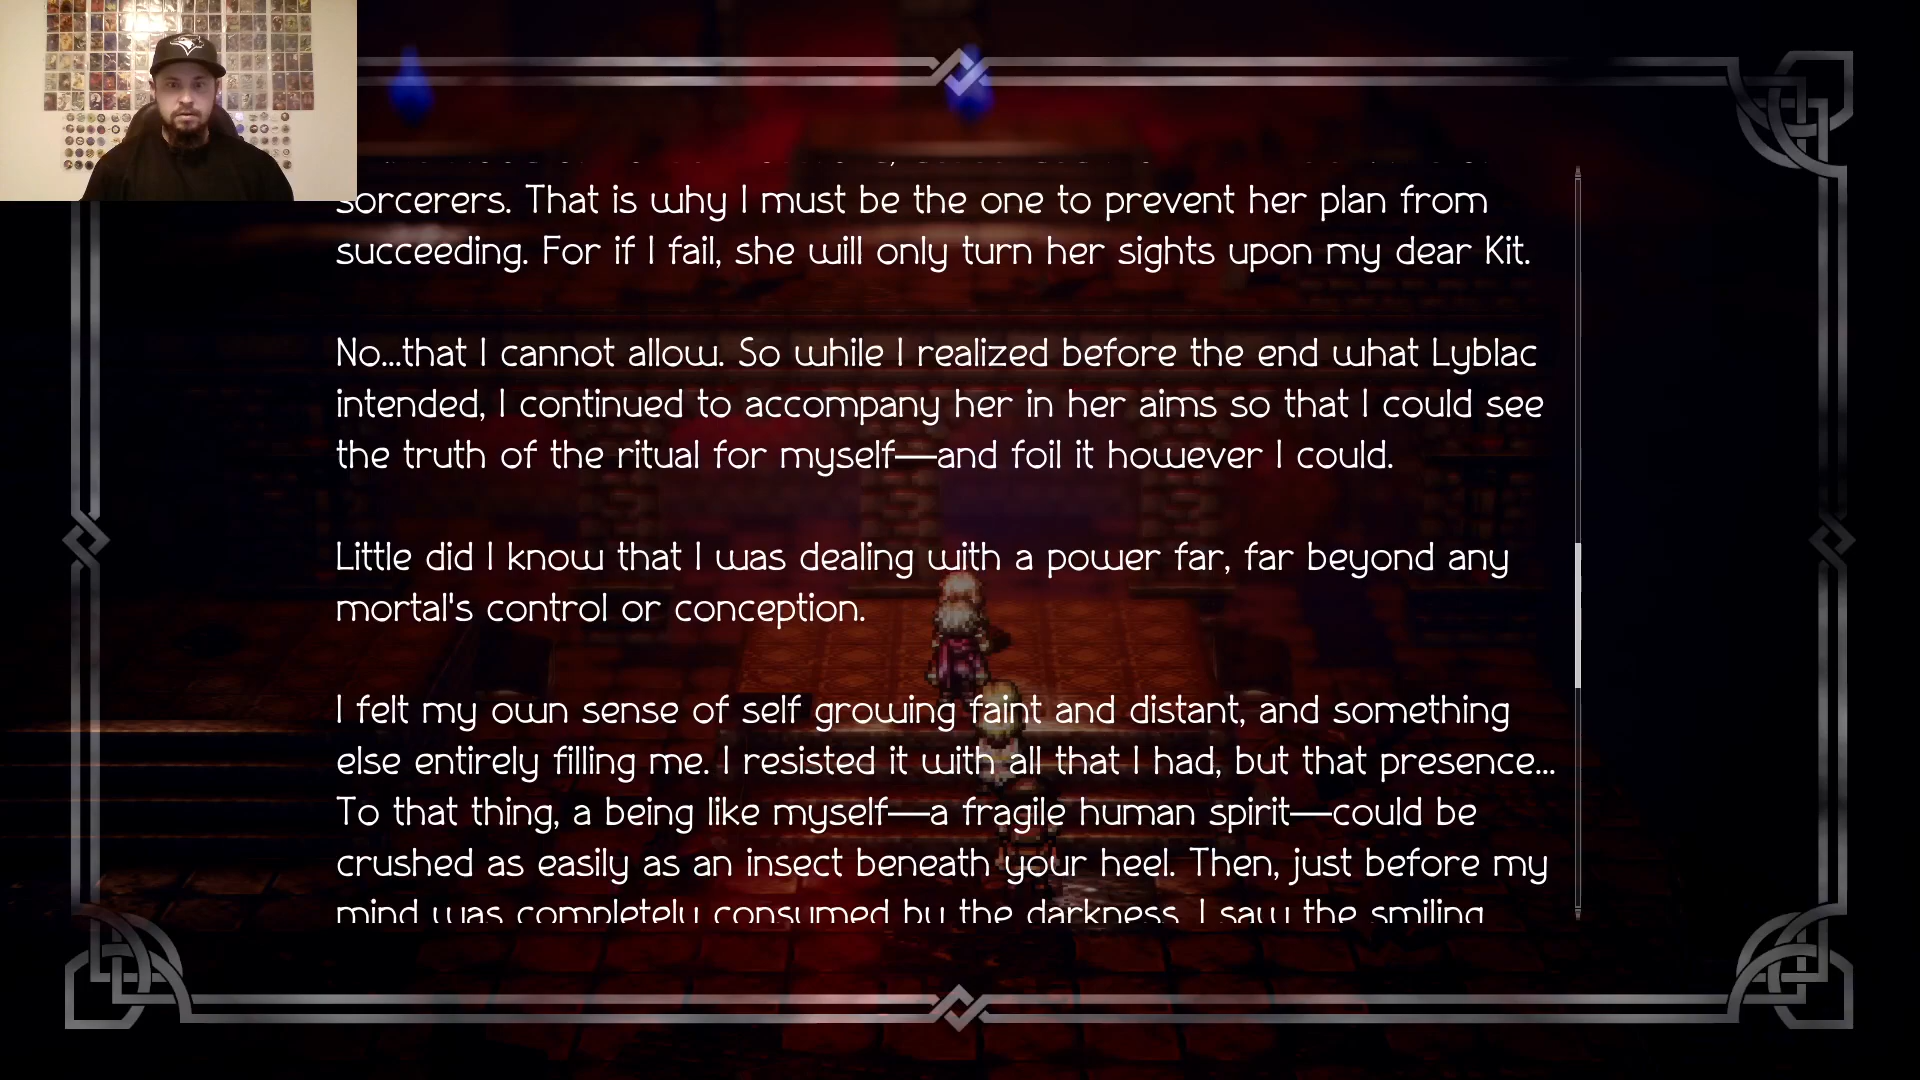 sorcerers. That is why I must be the one to prevent her plan from
succeeding. For if I fail, she will only turn her sights upon my dear Kit.
No...that I cannot allow. So while I realized before the end what Lyblac
intended, I continued to accompany her in her aims so that I could see
the truth of the ritual for myself—and foil it however I could.
Little did I know that I was dealing with a power far, far beyond any
mortal's control or conception.
I felt my own sense of self growing faint and distant, and something
else entirely filling me. I resisted it with all that I had, but that presence...
To that thing, a being like myself—a fragile human spirit—could be
crushed as easily as an insect beneath your heel. Then, just before my
mind was completely consumed by the darkness, I saw the smiling